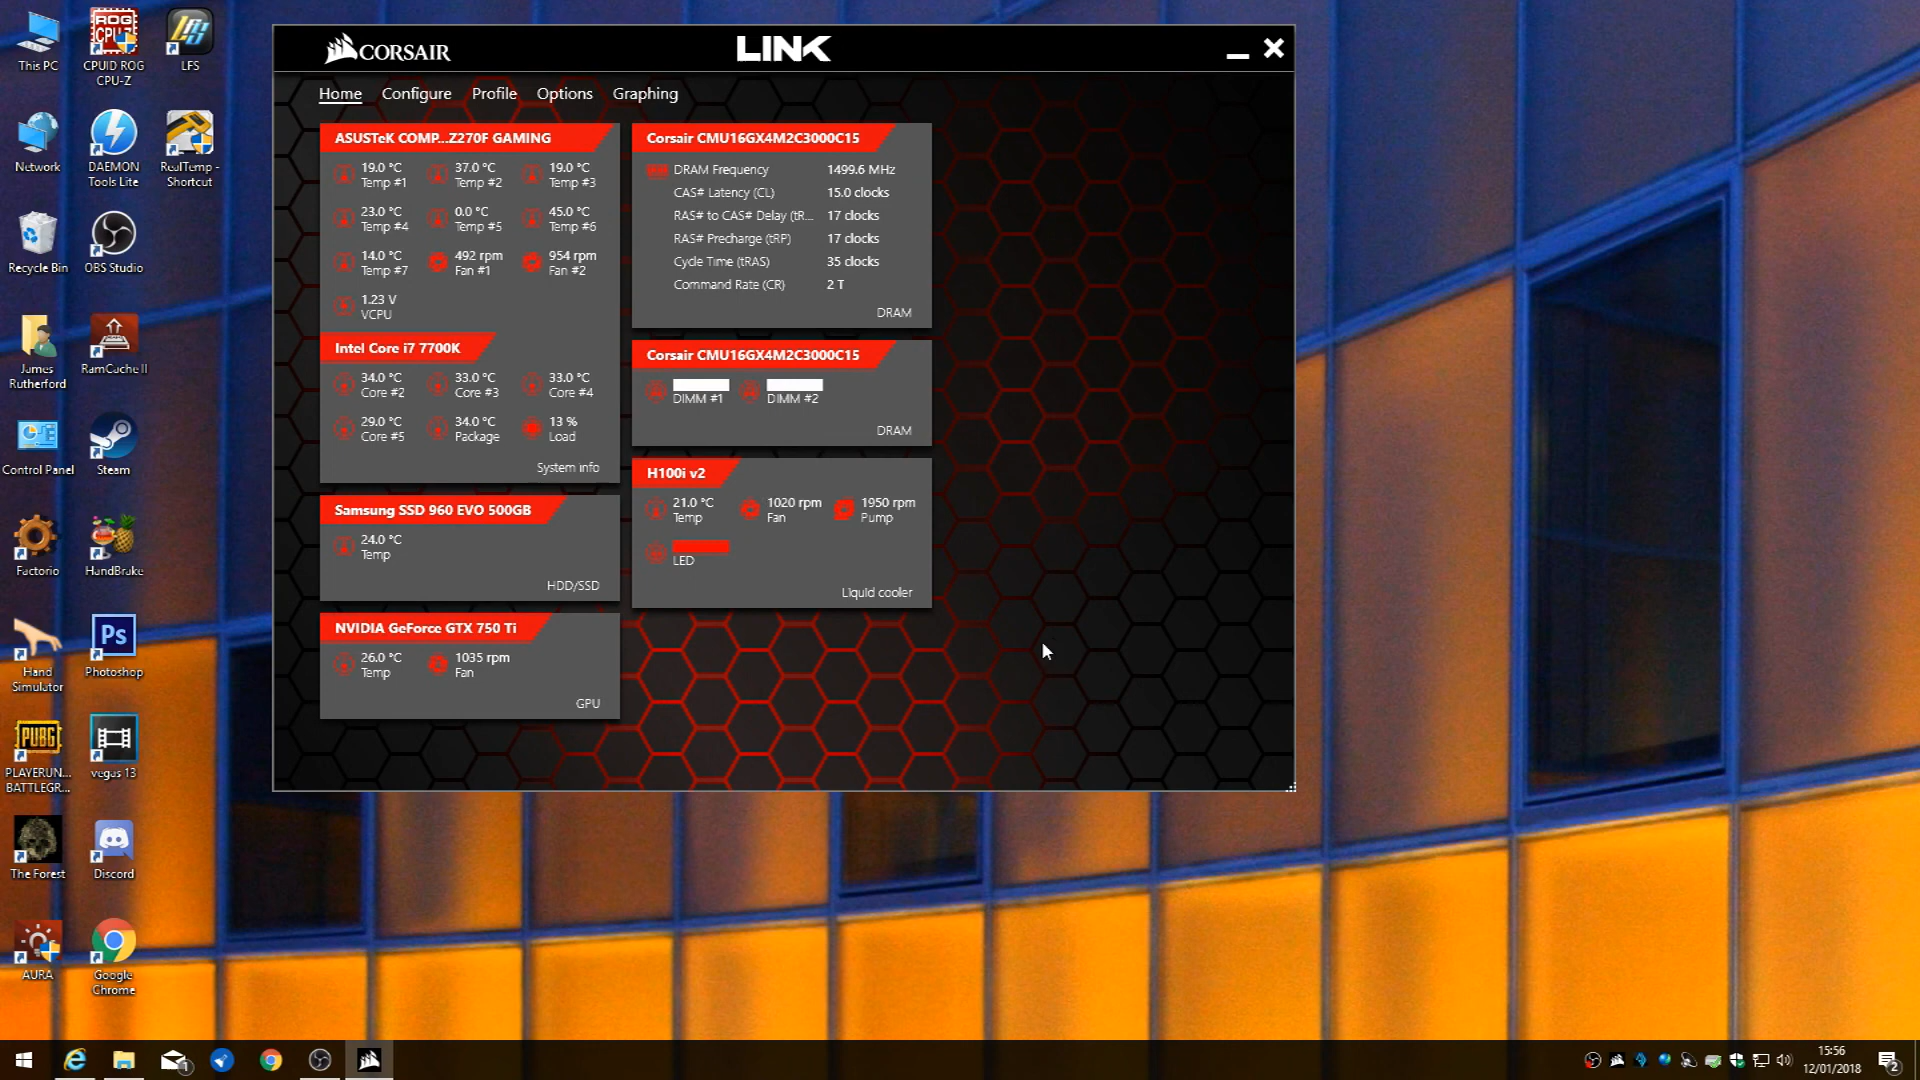 This PC
CPUID ROG
CPU-Z
LFS
Network
DAEMON
Tools Lite
RealTemp -
Shortcut
Recycle Bin
OBS Studio
James
Rutherford
RamCache II
Control Panel
Steam
Factorio
HandBrake
Hand
Simulator
Ps
Photoshop
PUBG
PLAYERUN...
BATTLEGR...
vegas 13
The Forest
Discord
AURA
Google
Chrome
CORSAIR
LINK
Home Configure Profile Options Graphing
ASUSTeK COMP...Z270F GAMING
19.0 °C 37.0 °C 19.0 °C
Temp #1 Temp #2 Temp #3
23.0 °C 0.0 °C 45.0 °C
Temp #4 Temp #5 Temp #6
14.0 °C 492 rpm 954 rpm
Temp #7 Fan #1 Fan #2
1.23 V
VCPU
Intel Core i7 7700K
34.0 °C 33.0 °C 33.0 °C
Core #2 Core #3 Core #4
29.0 °C 34.0 °C 13 %
Core #5 Package Load
System info
Samsung SSD 960 EVO 500GB
24.0 °C
Temp
HDD/SSD
NVIDIA GeForce GTX 750 Ti
26.0 °C 1035 rpm
Temp Fan
GPU
Corsair CMU16GX4M2C3000C15
DRAM Frequency 1499.6 MHz
CAS# Latency (CL) 15.0 clocks
RAS# to CAS# Delay (tR... 17 clocks
RAS# Precharge (tRP) 17 clocks
Cycle Time (tRAS) 35 clocks
Command Rate (CR) 2 T
DRAM
Corsair CMU16GX4M2C3000C15
DIMM #1 DIMM #2
DRAM
H100i v2
21.0 °C 1020 rpm 1950 rpm
Temp Fan Pump
LED
Liquid cooler
1
15:56
12/01/2018
2